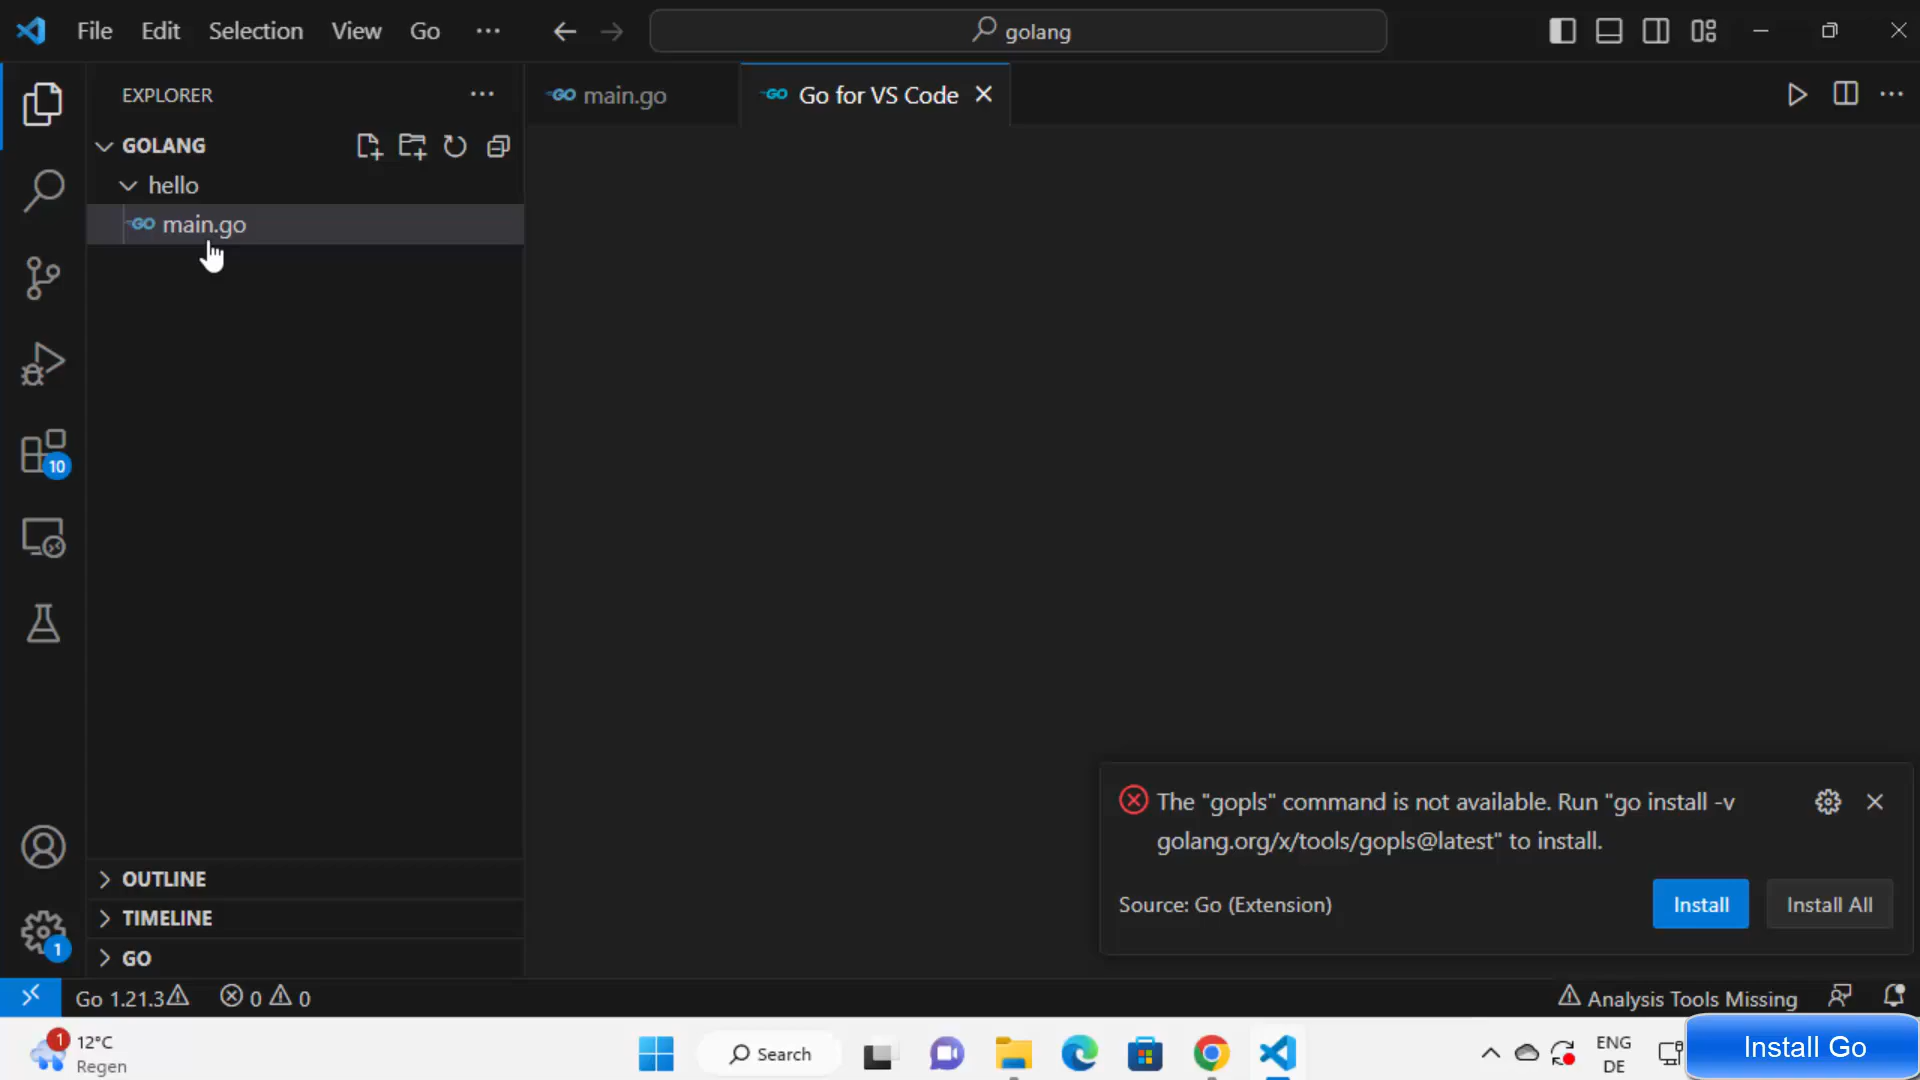 File Edit Selection View Go ···
golang
EXPLORER ···
GOLANG
hello
GO main.go
GO main.go
GO Go for VS Code
10
The "gopls" command is not available. Run "go install -v
golang.org/x/tools/gopls@latest" to install.
Source: Go (Extension)
Install
Install All
OUTLINE
TIMELINE
GO
1
Go 1.21.3
0 0
Analysis Tools Missing
1
12°C
Regen
Search
ENG
DE
Install Go